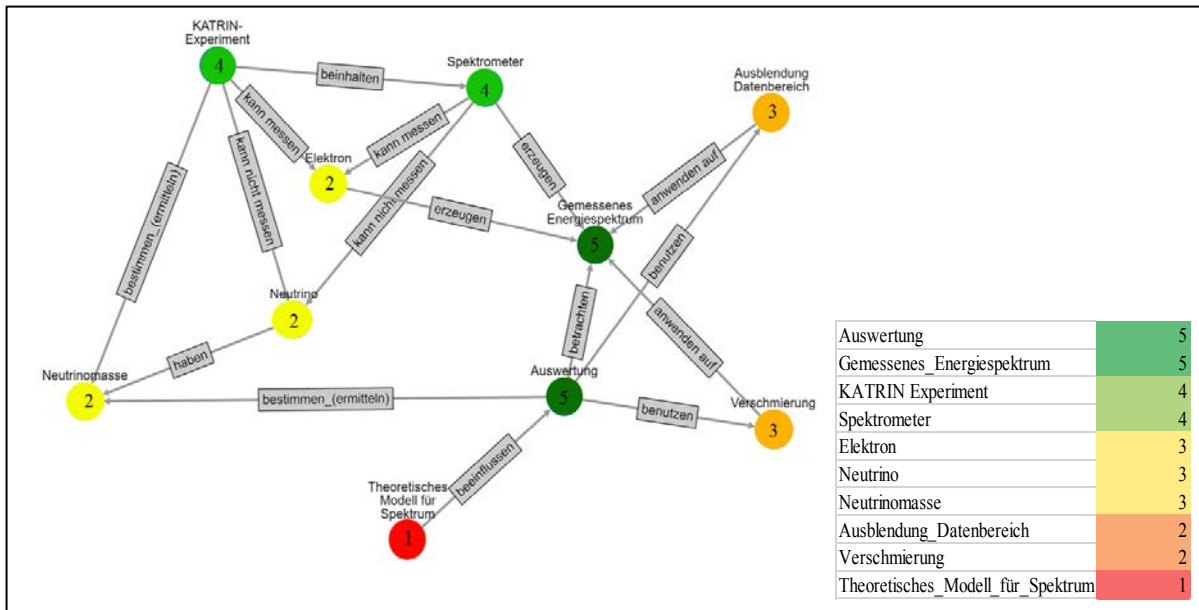 KATRIN-
Experiment
4
beinhalten
Spektrometer
4
Ausblendung
Datenbereich
3
kann messen
kann messen
kann nicht messen
kann nicht messen
erzeugen
anwenden auf
Elektron
2
erzeugen
Gemessenes
Energiespektrum
5
benutzen
bestimmen_(ermitteln)
Neutrino
2
betrachten
anwenden auf
haben
Neutrinomasse
2
bestimmen_(ermitteln)
Auswertung
5
benutzen
Verschmierung
3
beeinflussen
Theoretisches
Modell für
Spektrum
1
Auswertung 5
Gemessenes_Energiespektrum 5
KATRIN Experiment 4
Spektrometer 4
Elektron 3
Neutrino 3
Neutrinomasse 3
Ausblendung_Datenbereich 2
Verschmierung 2
Theoretisches_Modell_für_Spektrum 1